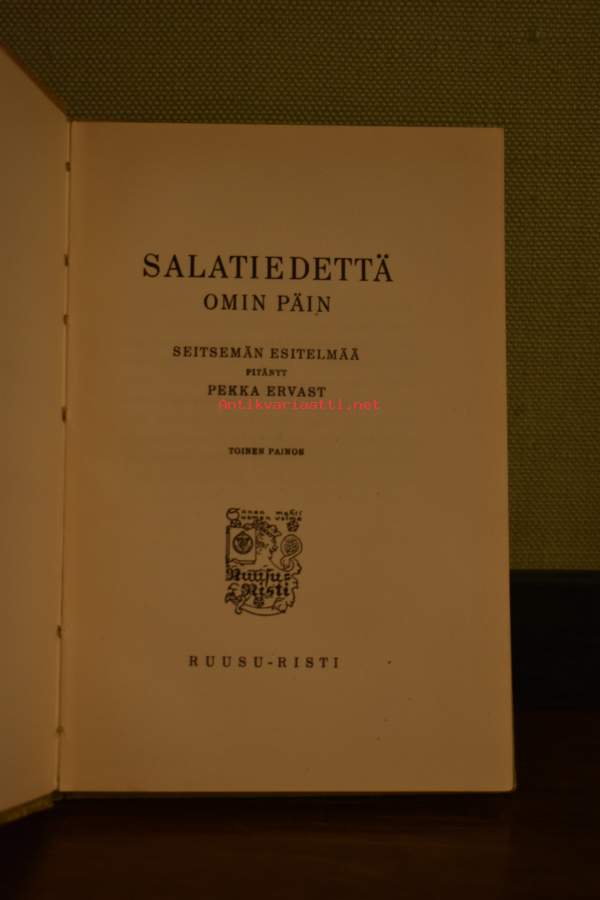 SALATIEDETTÄ
OMIN PÄIN
SEITSEMÄN ESITELMÄÄ
PITÄNYT
PEKKA ERVAST
Antikvariaatti.net
TOINEN PAINOS
Ruusu-
Risti
RUUSU-RISTI